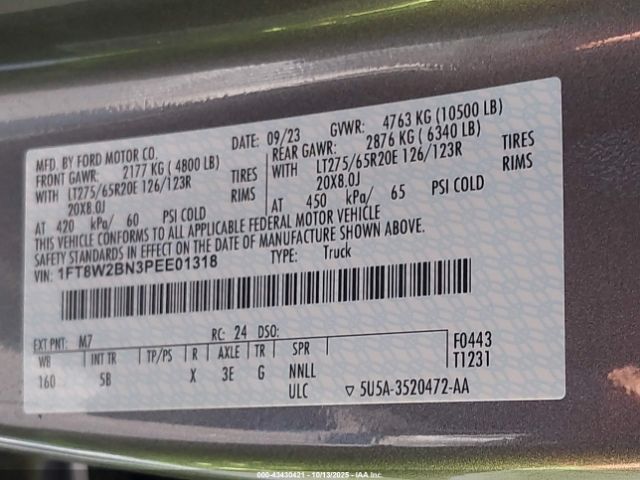 MFD. BY FORD MOTOR CO. DATE: 09/23 GVWR: 4763 KG (10500 LB)
FRONT GAWR: 2177 KG ( 4800 LB) REAR GAWR: 2876 KG ( 6340 LB)
WITH LT275/65R20E 126/123R TIRES WITH LT275/65R20E 126/123R TIRES
20X8.0J RIMS 20X8.0J RIMS
AT 420 kPa/ 60 PSI COLD AT 450 kPa/ 65 PSI COLD
THIS VEHICLE CONFORMS TO ALL APPLICABLE FEDERAL MOTOR VEHICLE
SAFETY STANDARDS IN EFFECT ON THE DATE OF MANUFACTURE SHOWN ABOVE.
VIN: 1FT8W2BN3PEE01318 TYPE: Truck
EXT PNT: M7 RC: 24 DSO:
WB INT TR TP/PS R AXLE TR SPR F0443
160 5B X 3E G NNLL T1231
ULC ▽ 5U5A-3520472-AA
000-43430421 - 10/13/2025 - IAAI, Inc.